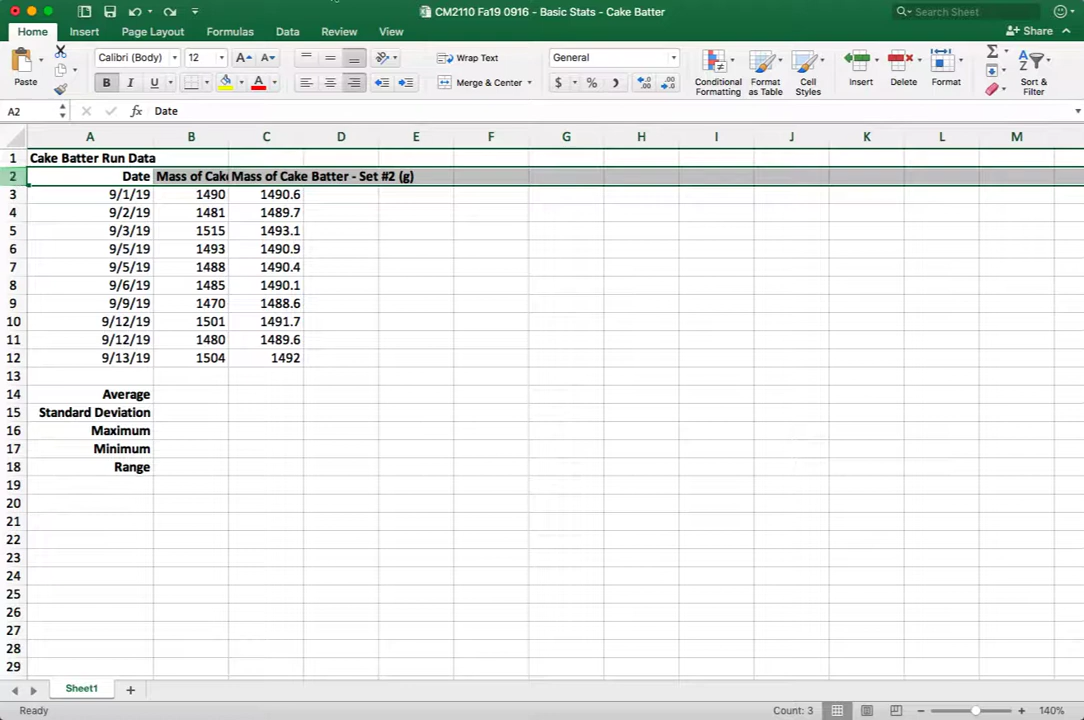 CM2110 Fa19 0916 - Basic Stats - Cake Batter
Search Sheet
Home Insert Page Layout Formulas Data Review View
Share
Paste
Calibri (Body) 12 A A
B I U A
Wrap Text
Merge & Center
General
$ % ,
Conditional Formatting
Format as Table
Cell Styles
Insert
Delete
Format
Sort & Filter
A2 fx Date
A B C D E F G H I J K L M
1 Cake Batter Run Data
2 Date Mass of Cake Mass of Cake Batter - Set #2 (g)
3 9/1/19 1490 1490.6
4 9/2/19 1481 1489.7
5 9/3/19 1515 1493.1
6 9/5/19 1493 1490.9
7 9/5/19 1488 1490.4
8 9/6/19 1485 1490.1
9 9/9/19 1470 1488.6
10 9/12/19 1501 1491.7
11 9/12/19 1480 1489.6
12 9/13/19 1504 1492
13
14 Average
15 Standard Deviation
16 Maximum
17 Minimum
18 Range
19
20
21
22
23
24
25
26
27
28
29
Sheet1
Ready
Count: 3
140%